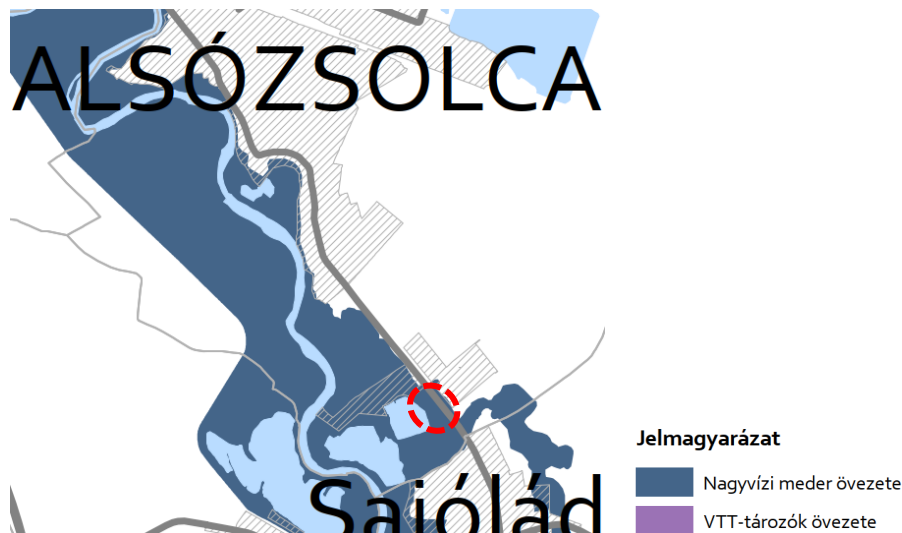 ALSÓZSOLCA
Sajólád
Jelmagyarázat
Nagyvízi meder övezete
VTT-tározók övezete